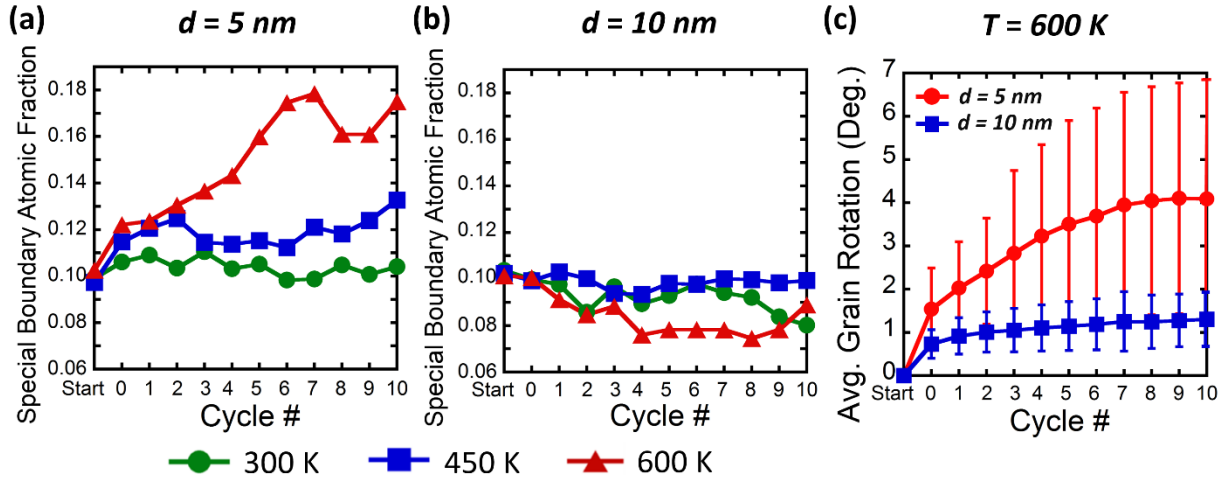 (a)
d = 5 nm
Special Boundary Atomic Fraction
0.18
0.16
0.14
0.12
0.10
0.08
0.06
Start 0 1 2 3 4 5 6 7 8 9 10
Cycle #
(b)
d = 10 nm
Special Boundary Atomic Fraction
0.18
0.16
0.14
0.12
0.10
0.08
0.06
Start 0 1 2 3 4 5 6 7 8 9 10
Cycle #
(c)
T = 600 K
Avg. Grain Rotation (Deg.)
7
6
5
4
3
2
1
0
d = 5 nm
d = 10 nm
Start 0 1 2 3 4 5 6 7 8 9 10
Cycle #
300 K 450 K 600 K